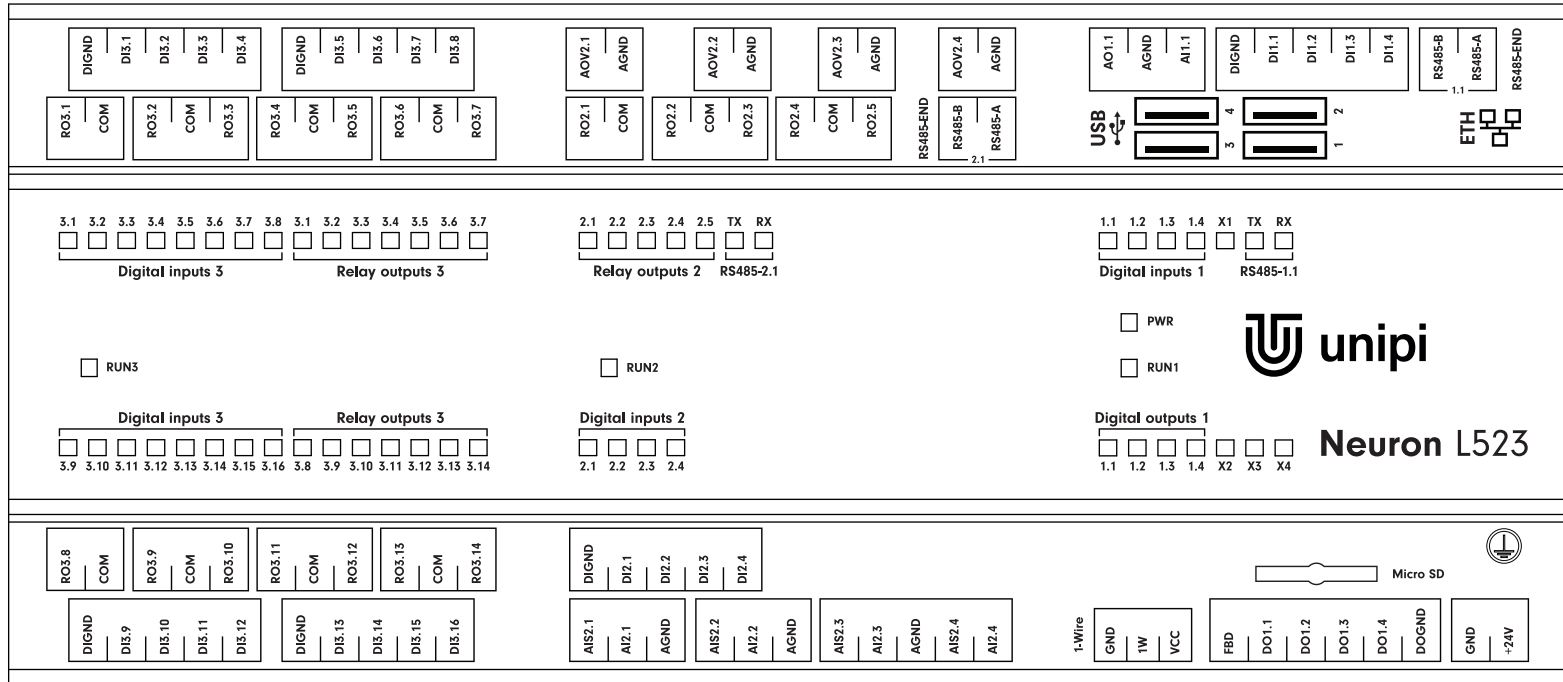 DIGND DI3.1 DI3.2 DI3.3 DI3.4
DIGND DI3.5 DI3.6 DI3.7 DI3.8
AOV2.1 AGND
AOV2.2 AGND
AOV2.3 AGND
AOV2.4 AGND
AO1.1 AGND AI1.1
DIGND DI1.1 DI1.2 DI1.3 DI1.4
RS485-B RS485-A
1.1
RS485-END
RO3.1 COM
RO3.2 COM RO3.3
RO3.4 COM RO3.5
RO3.6 COM RO3.7
RO2.1 COM
RO2.2 COM RO2.3
RO2.4 COM RO2.5
RS485-END
RS485-B RS485-A
2.1
USB
4 2
3 1
ETH
3.1 3.2 3.3 3.4 3.5 3.6 3.7 3.8 3.1 3.2 3.3 3.4 3.5 3.6 3.7
Digital inputs 3 Relay outputs 3
2.1 2.2 2.3 2.4 2.5 TX RX
Relay outputs 2 RS485-2.1
1.1 1.2 1.3 1.4 X1 TX RX
Digital inputs 1 RS485-1.1
PWR
RUN3 RUN2 RUN1
unipi
Digital inputs 3 Relay outputs 3
3.9 3.10 3.11 3.12 3.13 3.14 3.15 3.16 3.8 3.9 3.10 3.11 3.12 3.13 3.14
Digital inputs 2
2.1 2.2 2.3 2.4
Digital outputs 1
1.1 1.2 1.3 1.4 X2 X3 X4
Neuron L523
RO3.8 COM
RO3.9 COM RO3.10
RO3.11 COM RO3.12
RO3.13 COM RO3.14
DIGND DI2.1 DI2.2 DI2.3 DI2.4
Micro SD
DIGND DI3.9 DI3.10 DI3.11 DI3.12
DIGND DI3.13 DI3.14 DI3.15 DI3.16
AIS2.1 AI2.1 AGND
AIS2.2 AI2.2 AGND
AIS2.3 AI2.3 AGND AIS2.4 AI2.4
1-Wire
GND 1W VCC
FBD DO1.1 DO1.2 DO1.3 DO1.4 DOGND
GND +24V